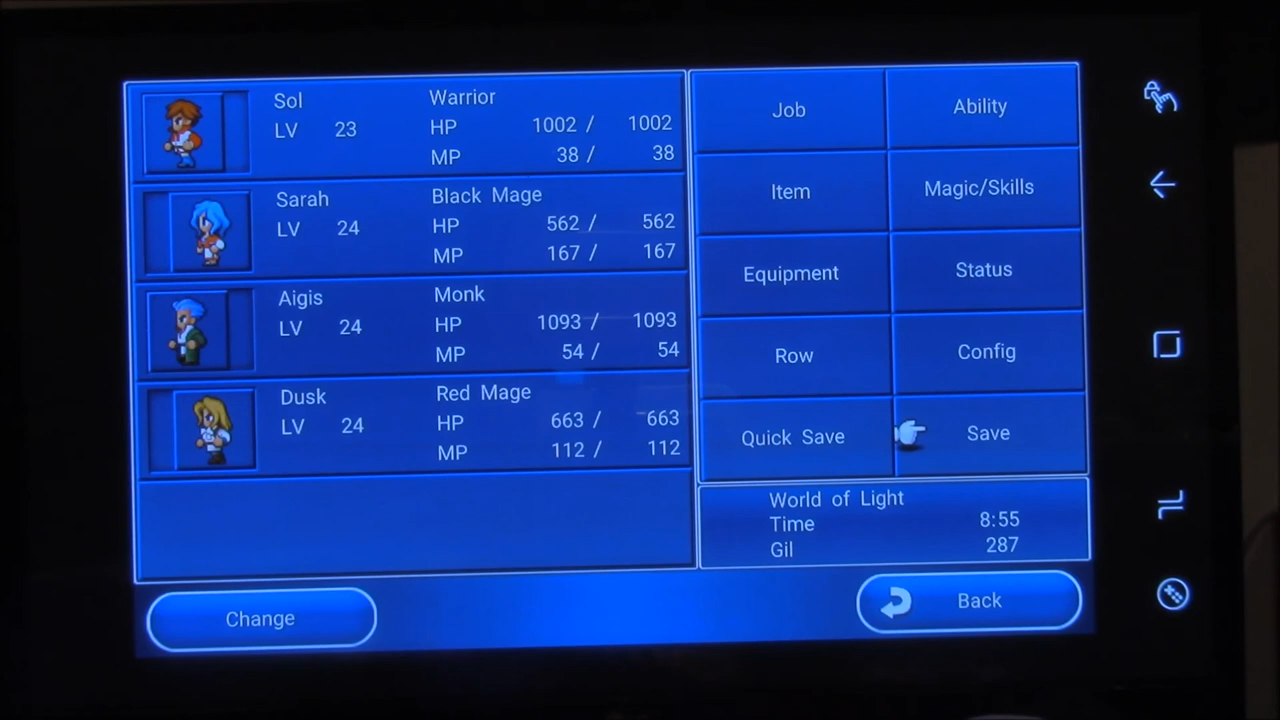 Sol Warrior
LV 23 HP 1002 / 1002
MP 38 / 38
Sarah Black Mage
LV 24 HP 562 / 562
MP 167 / 167
Aigis Monk
LV 24 HP 1093 / 1093
MP 54 / 54
Dusk Red Mage
LV 24 HP 663 / 663
MP 112 / 112
Change
Job Ability
Item Magic/Skills
Equipment Status
Row Config
Quick Save Save
World of Light
Time 8:55
Gil 287
Back